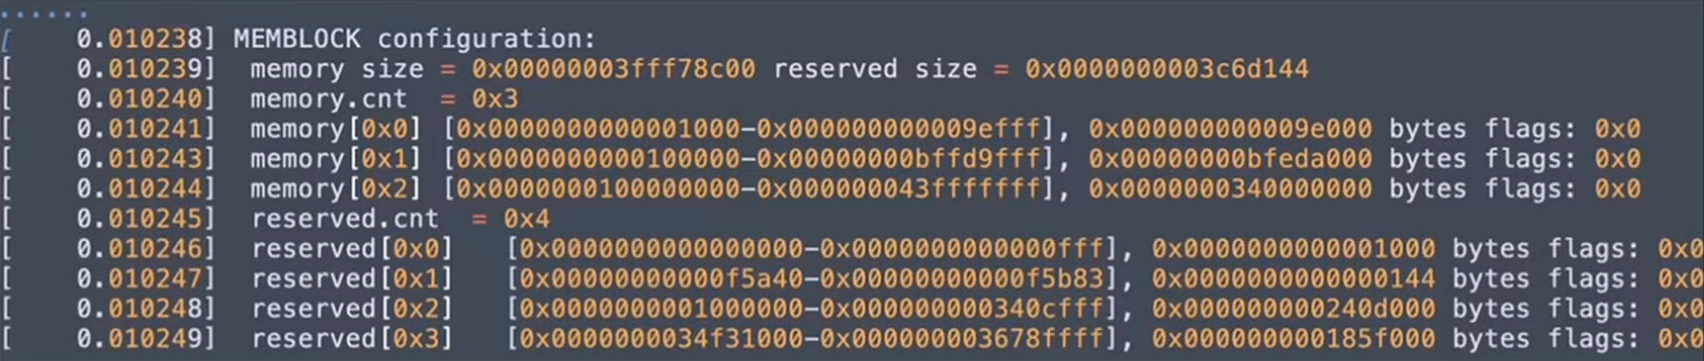 ......
[    0.010238] MEMBLOCK configuration:
[    0.010239]  memory size = 0x00000003fff78c00 reserved size = 0x0000000003c6d144
[    0.010240]  memory.cnt  = 0x3
[    0.010241]  memory[0x0] [0x0000000000001000-0x000000000009efff], 0x000000000009e000 bytes flags: 0x0
[    0.010243]  memory[0x1] [0x0000000000100000-0x00000000bffd9fff], 0x00000000bfeda000 bytes flags: 0x0
[    0.010244]  memory[0x2] [0x0000000100000000-0x000000043fffffff], 0x0000000340000000 bytes flags: 0x0
[    0.010245]  reserved.cnt  = 0x4
[    0.010246]  reserved[0x0]   [0x0000000000000000-0x0000000000000fff], 0x0000000000001000 bytes flags: 0x0
[    0.010247]  reserved[0x1]   [0x00000000000f5a40-0x00000000000f5b83], 0x0000000000000144 bytes flags: 0x0
[    0.010248]  reserved[0x2]   [0x0000000001000000-0x000000000340cfff], 0x000000000240d000 bytes flags: 0x0
[    0.010249]  reserved[0x3]   [0x0000000034f31000-0x000000003678ffff], 0x000000000185f000 bytes flags: 0x0